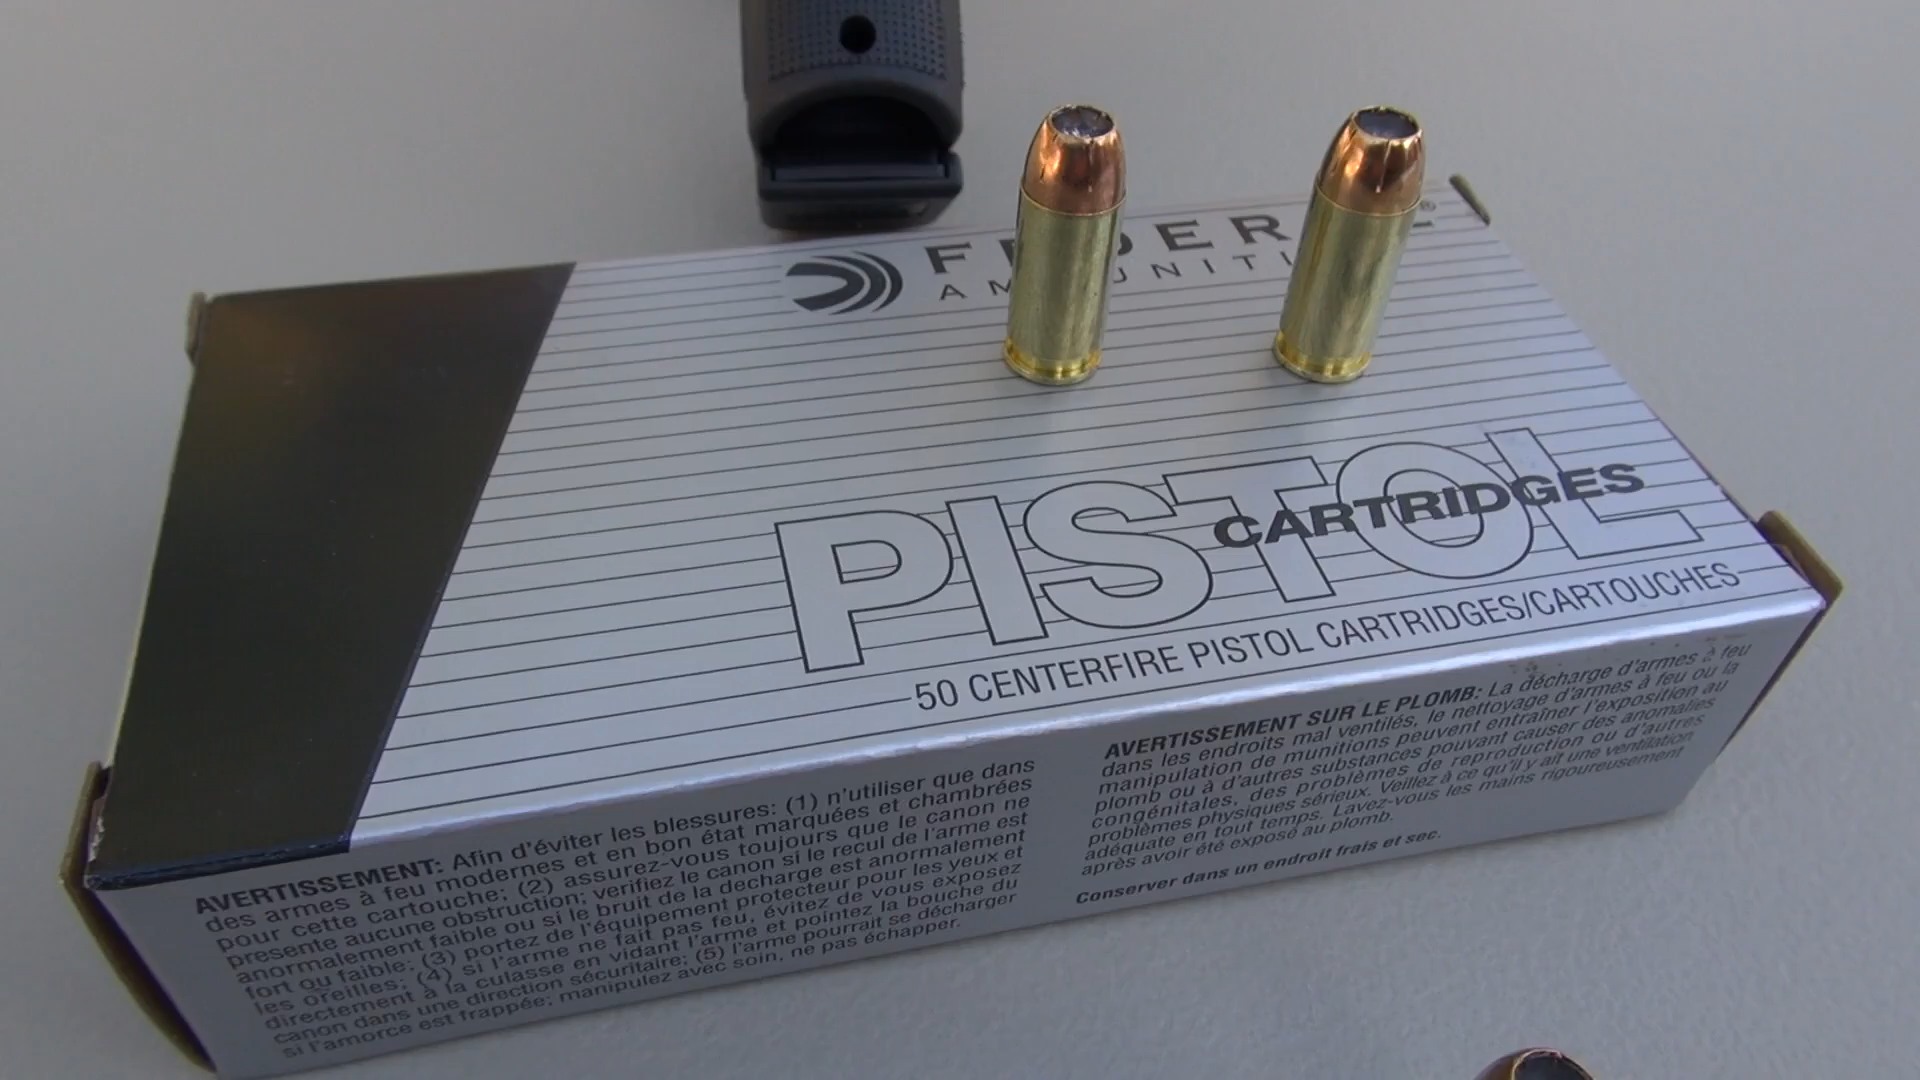 FEDERAL®
AMMUNITI
PISTOL
CARTRIDGES
50 CENTERFIRE PISTOL CARTRIDGES/CARTOUCHES
AVERTISSEMENT: Afin d'éviter les blessures: (1) n'utiliser que dans
des armes à feu modernes et en bon état marquées et chambrées
pour cette cartouche; (2) assurez-vous toujours que le canon ne
presente aucune obstruction; verifiez le canon si le recul de l'arme est
anormalement faible ou si le bruit de la decharge est anormalement
fort ou faible; (3) portez de l'équipement protecteur pour les yeux et
les oreilles; (4) si l'arme ne fait pas feu, évitez de vous exposez
directement à la culasse en vidant l'arme et pointez la bouche du
canon dans une direction sécuritaire; (5) l'arme pourrait se décharger
si l'amorce est frappée; manipulez avec soin, ne pas échapper.
AVERTISSEMENT SUR LE PLOMB: La décharge d'armes à feu
dans les endroits mal ventilés, le nettoyage d'armes à feu ou la
manipulation de munitions peuvent entraîner l'exposition au
plomb ou à d'autres substances pouvant causer des anomalies
congénitales, des problèmes de reproduction ou d'autres
problèmes physiques sérieux. Veillez à ce qu'il y ait une ventilation
adéquate en tout temps. Lavez-vous les mains rigoureusement
après avoir été exposé au plomb.
Conserver dans un endroit frais et sec.